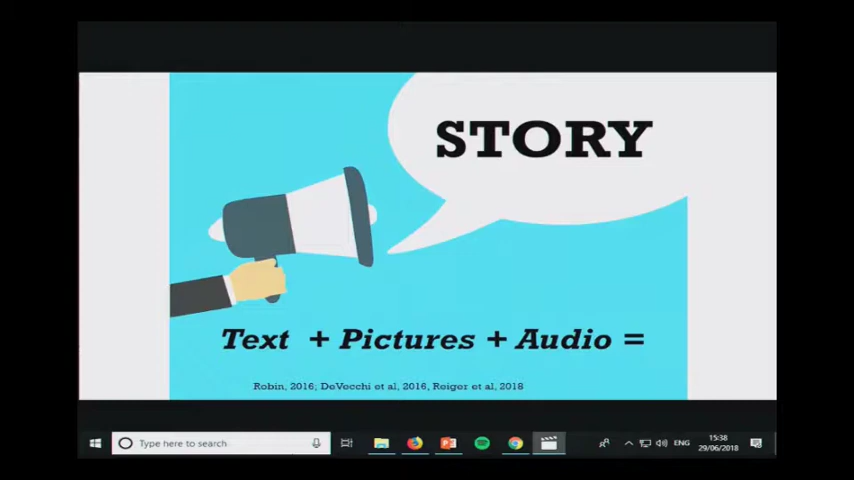 STORY
Text + Pictures + Audio =
Robin, 2016; DeVocchi et al, 2016, Roiger et al, 2018
Type here to search
ENG
15:38
29/06/2018